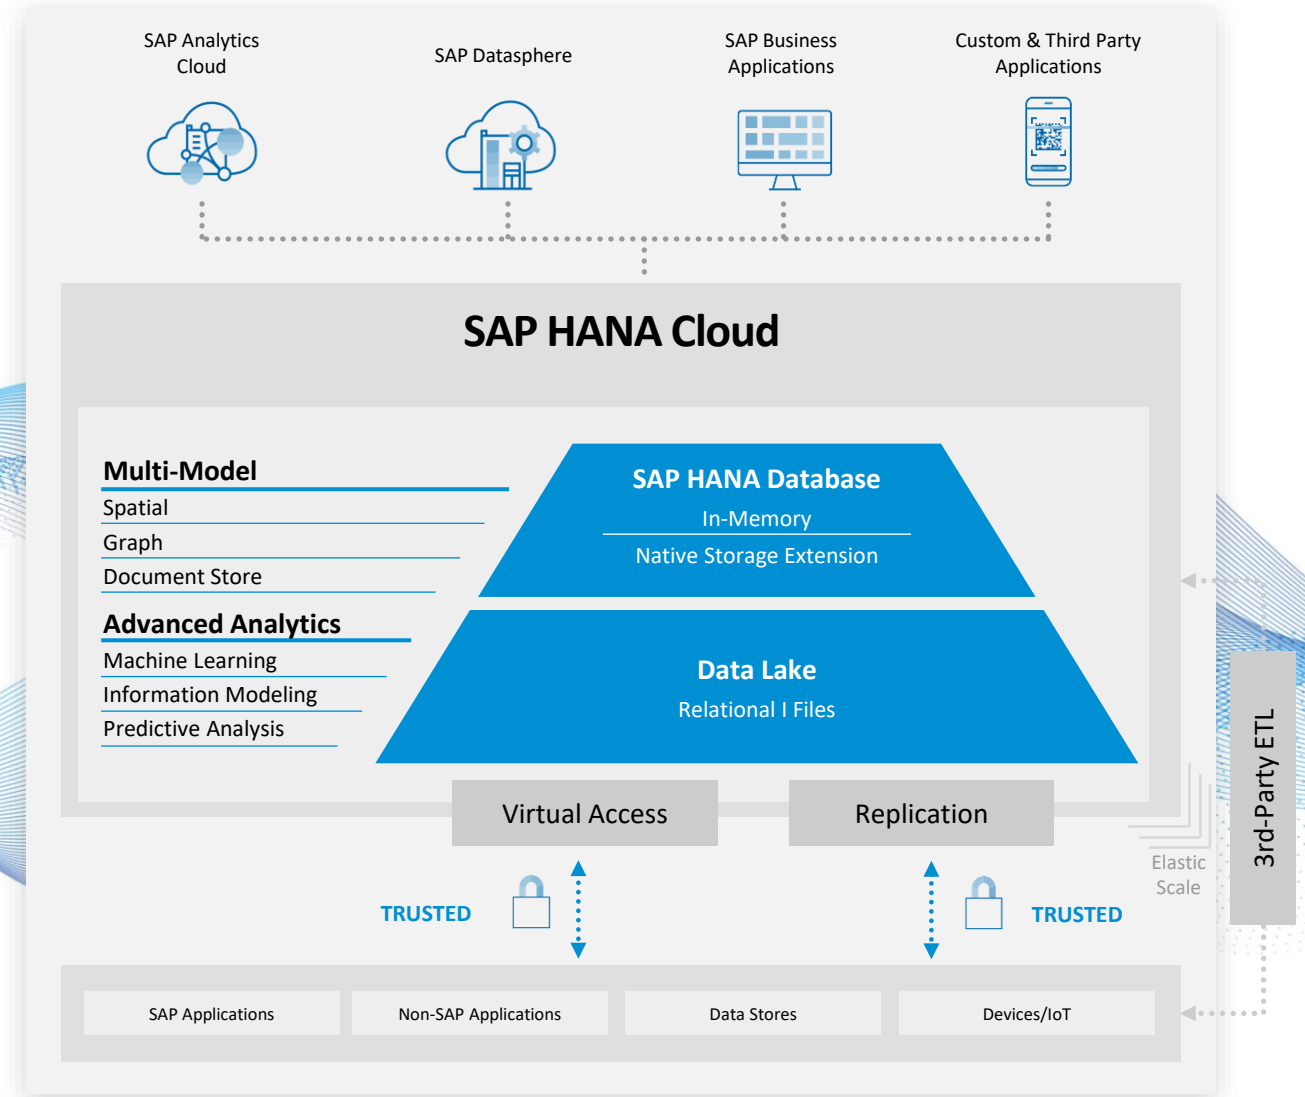 SAP Analytics
Cloud
SAP Datasphere
SAP Business
Applications
Custom & Third Party
Applications
SAP HANA Cloud
Multi-Model
Spatial
Graph
Document Store
Advanced Analytics
Machine Learning
Information Modeling
Predictive Analysis
SAP HANA Database
In-Memory
Native Storage Extension
Data Lake
Relational I Files
Virtual Access
Replication
Elastic
Scale
3rd-Party ETL
TRUSTED
TRUSTED
SAP Applications
Non-SAP Applications
Data Stores
Devices/IoT